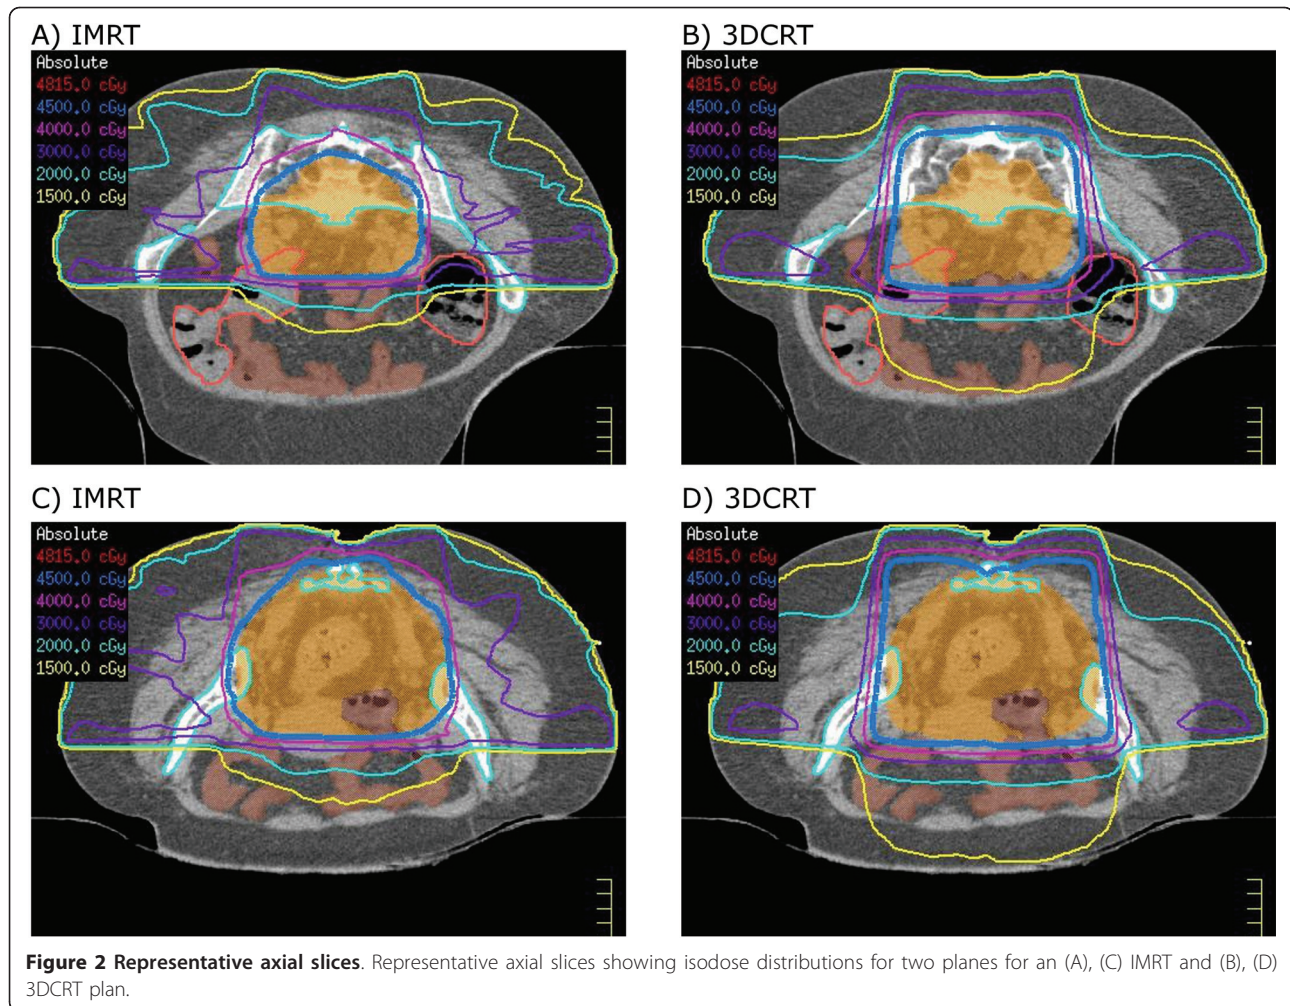 A) IMRT
Absolute
4815.0 cGy
4500.0 cGy
4000.0 cGy
3000.0 cGy
2000.0 cGy
1500.0 cGy
B) 3DCRT
Absolute
4815.0 cGy
4500.0 cGy
4000.0 cGy
3000.0 cGy
2000.0 cGy
1500.0 cGy
C) IMRT
Absolute
4815.0 cGy
4500.0 cGy
4000.0 cGy
3000.0 cGy
2000.0 cGy
1500.0 cGy
D) 3DCRT
Absolute
4815.0 cGy
4500.0 cGy
4000.0 cGy
3000.0 cGy
2000.0 cGy
1500.0 cGy
Figure 2 Representative axial slices. Representative axial slices showing isodose distributions for two planes for an (A), (C) IMRT and (B), (D)
3DCRT plan.